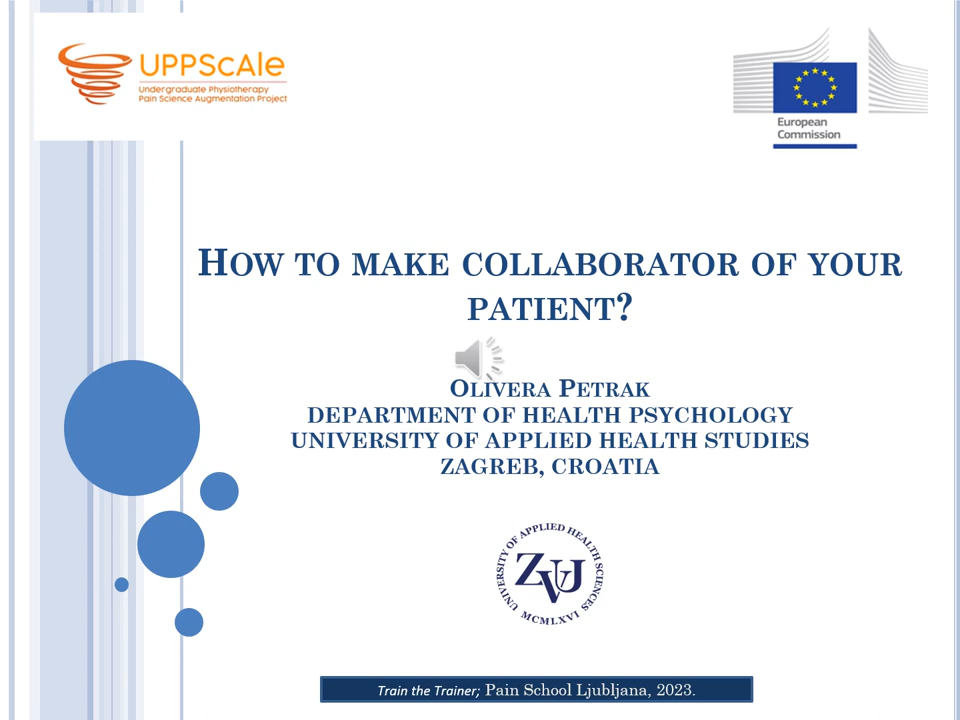 UPPScAle
Undergraduate Physiotherapy
Pain Science Augmentation Project
European
Commission
How to make collaborator of your
patient?
Olivera Petrak
department of health psychology
university of applied health studies
zagreb, croatia
UNIVERSITY OF APPLIED HEALTH SCIENCES
ZVU
MCMLXVI
Train the Trainer; Pain School Ljubljana, 2023.